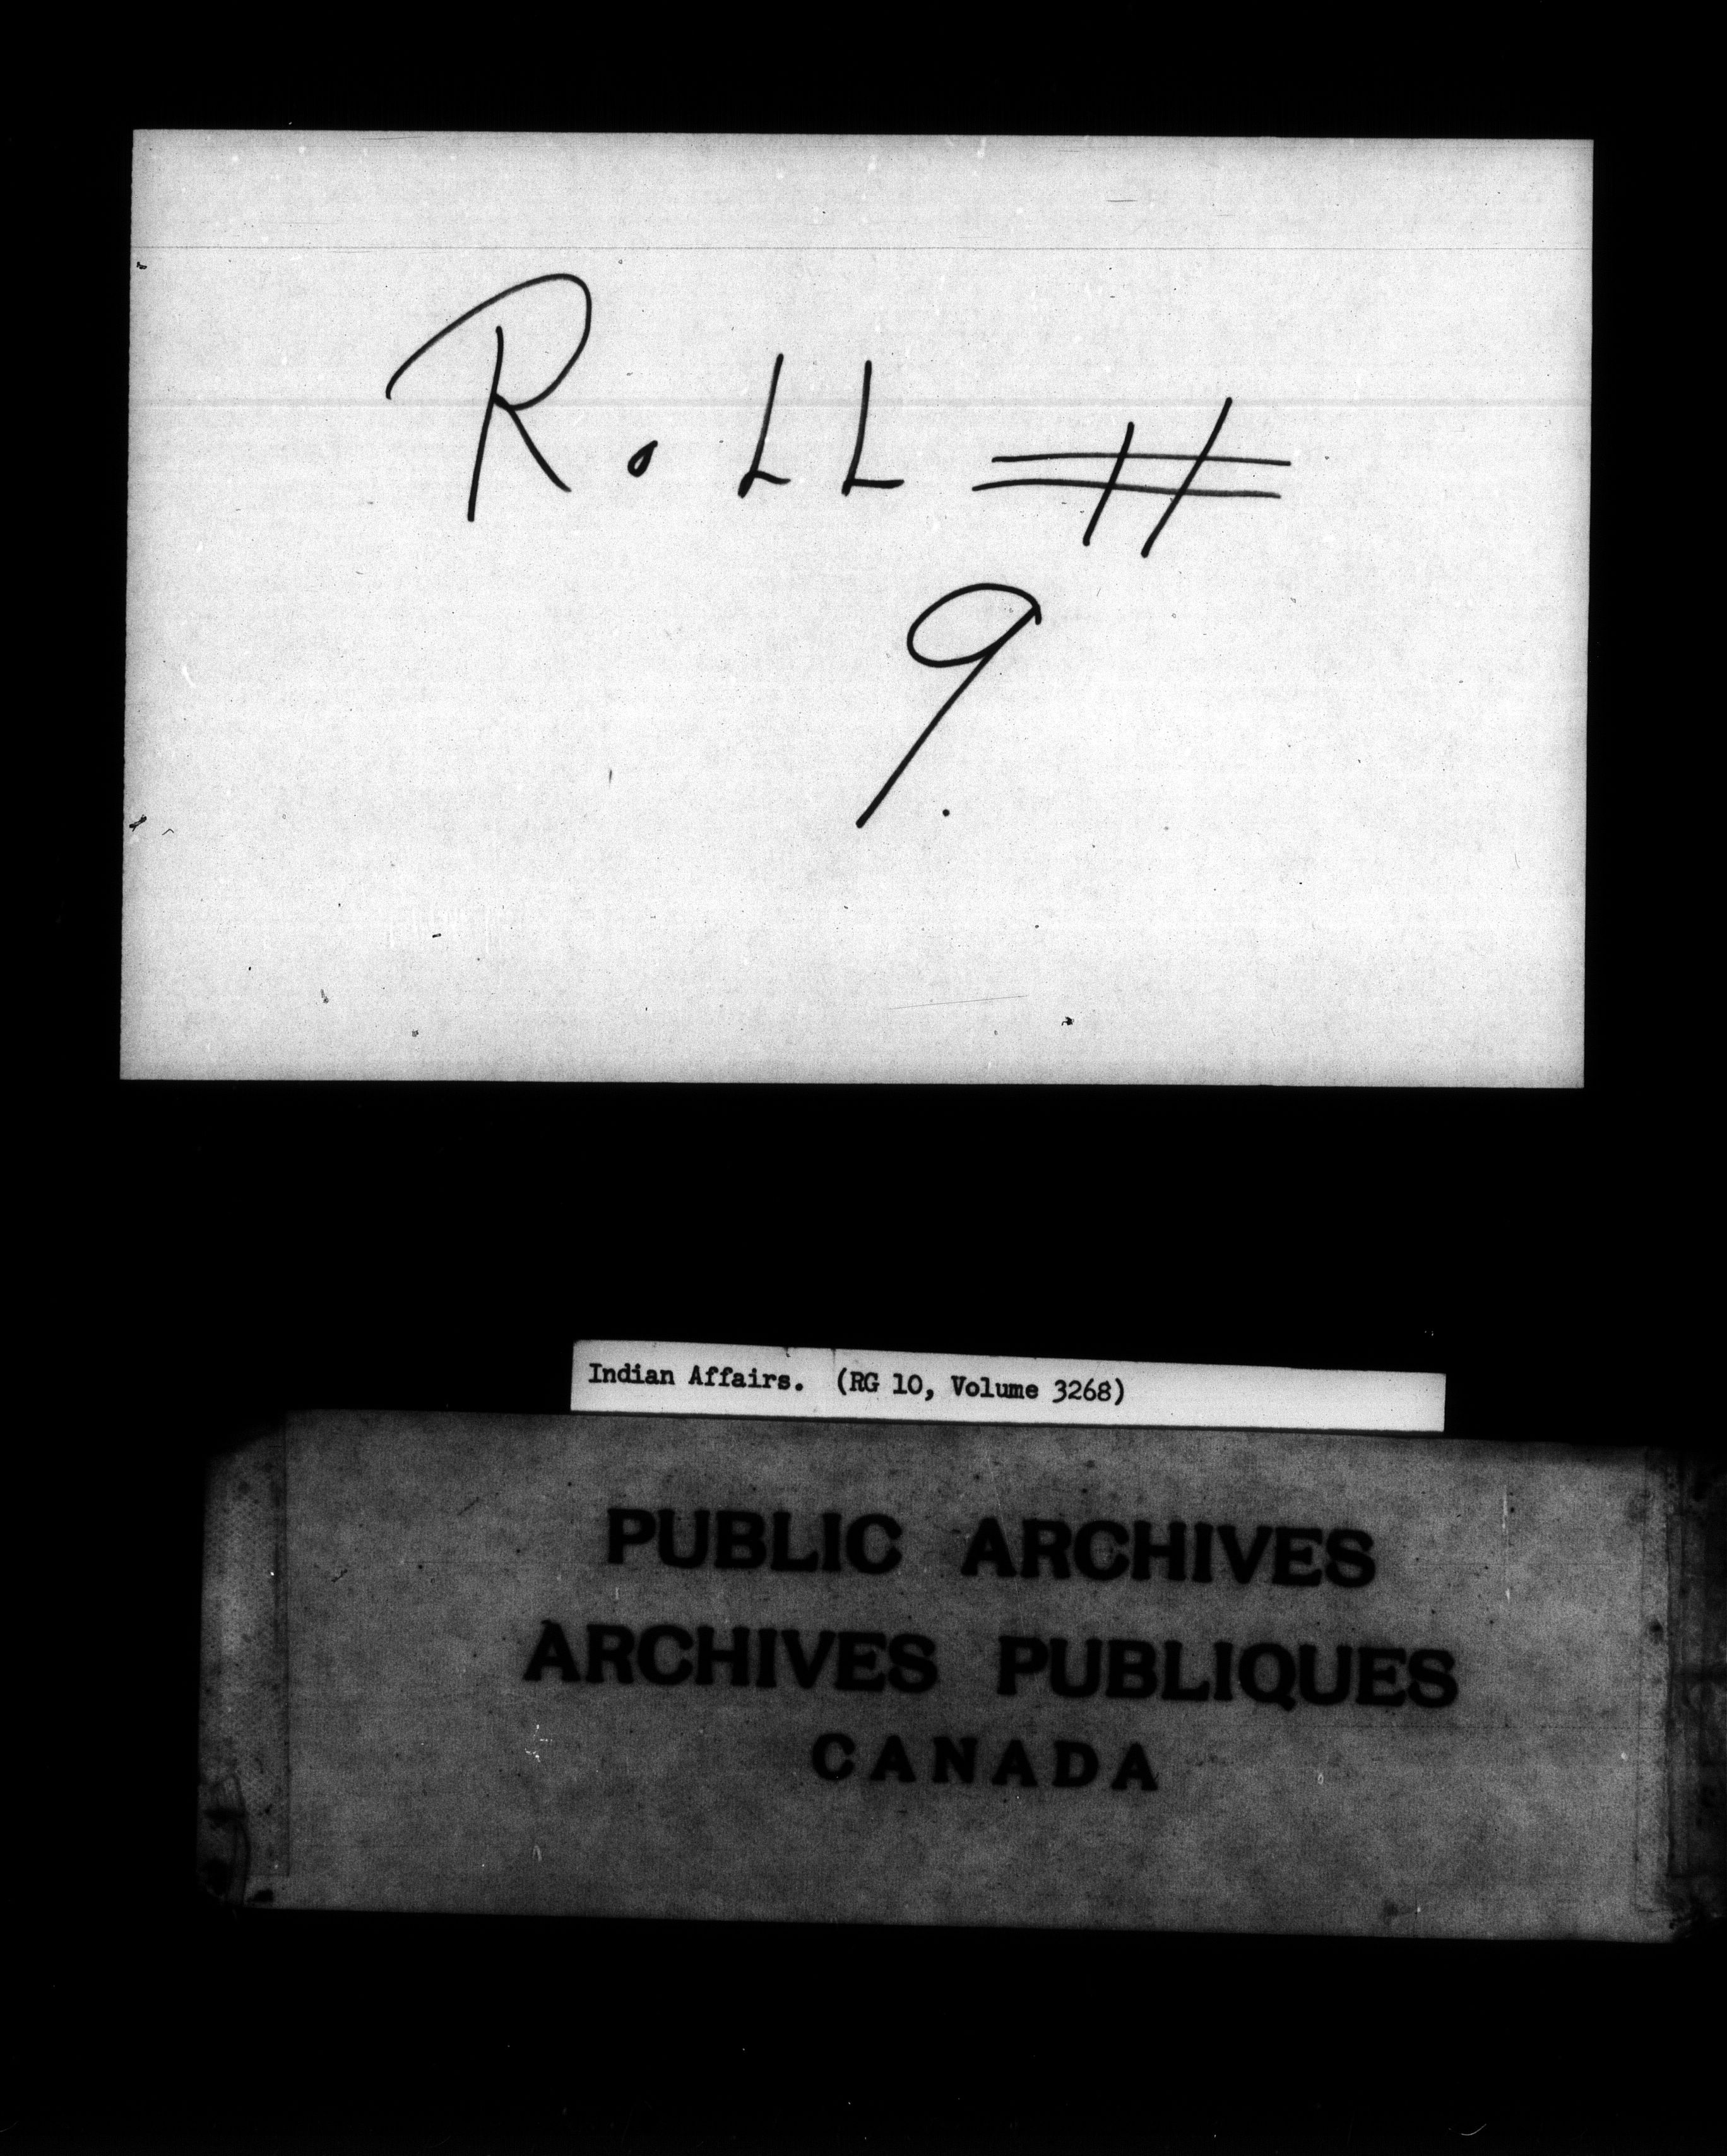 RoLL #
9.
Indian Affairs. (RG 10, Volume 3268)
PUBLIC ARCHIVES
ARCHIVES PUBLIQUES
CANADA